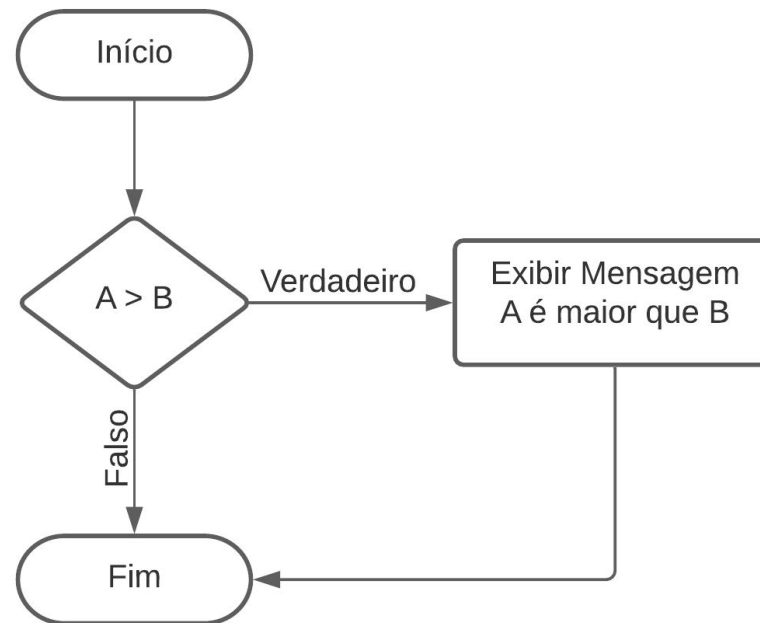 Início
A > B
Verdadeiro
Exibir Mensagem
A é maior que B
Falso
Fim